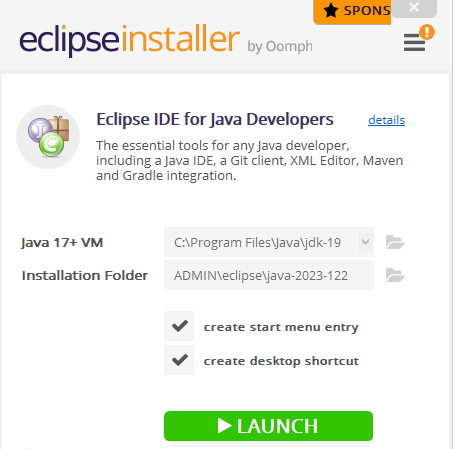 SPONS
eclipseinstaller by Oomph
Eclipse IDE for Java Developers details
The essential tools for any Java developer,
including a Java IDE, a Git client, XML Editor, Maven
and Gradle integration.
Java 17+ VM C:\Program Files\Java\jdk-19
Installation Folder ADMIN\eclipse\java-2023-122
create start menu entry
create desktop shortcut
LAUNCH